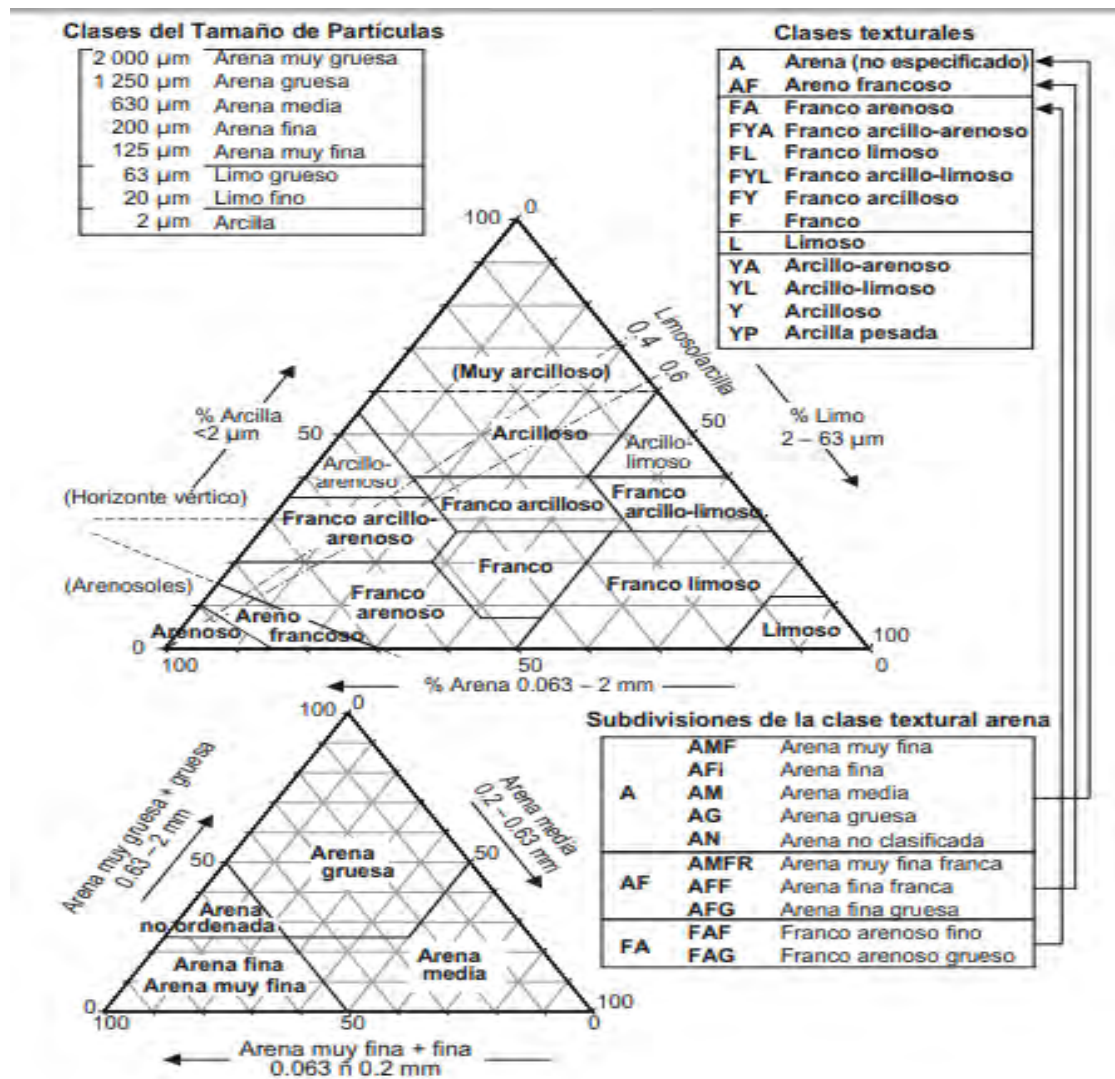 Clases del Tamaño de Partículas
2 000 µm Arena muy gruesa
1 250 µm Arena gruesa
630 µm Arena media
200 µm Arena fina
125 µm Arena muy fina
63 µm Limo grueso
20 µm Limo fino
2 µm Arcilla
Clases texturales
A Arena (no especificado)
AF Areno francoso
FA Franco arenoso
FYA Franco arcillo-arenoso
FL Franco limoso
FYL Franco arcillo-limoso
FY Franco arcilloso
F Franco
L Limoso
YA Arcillo-arenoso
YL Arcillo-limoso
Y Arcilloso
YP Arcilla pesada
100 0
Limoso/arcilla
0.4 0.6
(Muy arcilloso)
% Arcilla
<2 µm
50
Arcilloso
50
% Limo
2 – 63 µm
Arcillo-
limoso
Arcillo-
arenoso
(Horizonte vértico)
Franco arcilloso
Franco
arcillo-limoso
Franco arcillo-
arenoso
Franco
(Arenosoles)
Franco
arenoso
Franco limoso
Areno
francoso
Arenoso
Limoso
0
100
100
50
0
% Arena 0.063 – 2 mm
100 0
Arena muy gruesa + gruesa
0.63 – 2 mm
Arena media
0.2 – 0.63 mm
50
50
Arena
gruesa
Arena
no ordenada
Arena fina
Arena muy fina
Arena
media
0
100
100
50
0
Arena muy fina + fina
0.063 ñ 0.2 mm
Subdivisiones de la clase textural arena
AMF Arena muy fina
AFi Arena fina
A AM Arena media
AG Arena gruesa
AN Arena no clasificada
AMFR Arena muy fina franca
AF AFF Arena fina franca
AFG Arena fina gruesa
FA FAF Franco arenoso fino
FAG Franco arenoso grueso